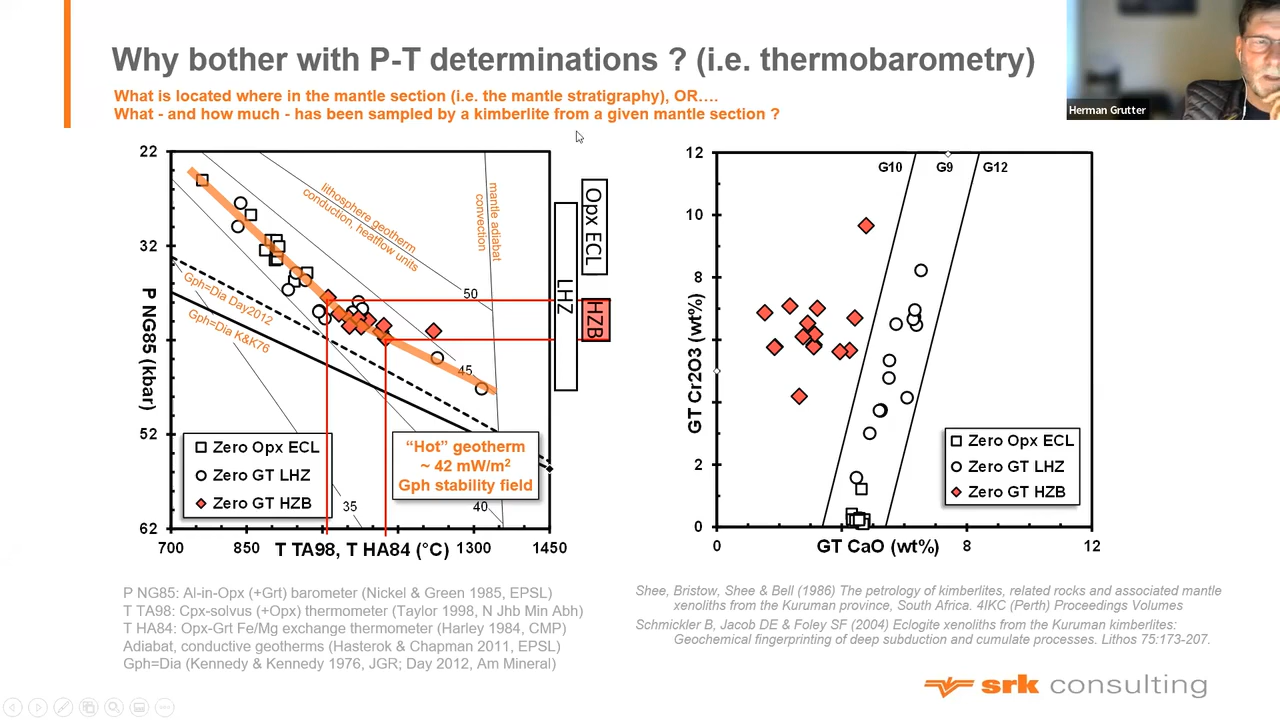 Why bother with P-T determinations ? (i.e. thermobarometry)
What is located where in the mantle section (i.e. the mantle stratigraphy), OR....
What - and how much - has been sampled by a kimberlite from a given mantle section ?
Herman Grutter
22
32
52
62
P NG85 (kbar)
700
850
1300
1450
T TA98, T HA84 (°C)
lithosphere geotherm
conduction, heatflow units
mantle adiabat
convection
Gph=Dia Day2012
Gph=Dia K&K76
50
45
40
35
Zero Opx ECL
Zero GT LHZ
Zero GT HZB
“Hot” geotherm
~ 42 mW/m²
Gph stability field
Opx ECL
LHZ
HZB
12
10
8
2
0
GT Cr2O3 (wt%)
G10
G9
G12
Zero Opx ECL
Zero GT LHZ
Zero GT HZB
0
GT CaO (wt%)
8
12
P NG85: Al-in-Opx (+Grt) barometer (Nickel & Green 1985, EPSL)
T TA98: Cpx-solvus (+Opx) thermometer (Taylor 1998, N Jhb Min Abh)
T HA84: Opx-Grt Fe/Mg exchange thermometer (Harley 1984, CMP)
Adiabat, conductive geotherms (Hasterok & Chapman 2011, EPSL)
Gph=Dia (Kennedy & Kennedy 1976, JGR; Day 2012, Am Mineral)
Shee, Bristow, Shee & Bell (1986) The petrology of kimberlites, related rocks and associated mantle
xenoliths from the Kuruman province, South Africa. 4IKC (Perth) Proceedings Volumes
Schmickler B, Jacob DE & Foley SF (2004) Eclogite xenoliths from the Kuruman kimberlites:
Geochemical fingerprinting of deep subduction and cumulate processes. Lithos 75:173-207.
srk consulting